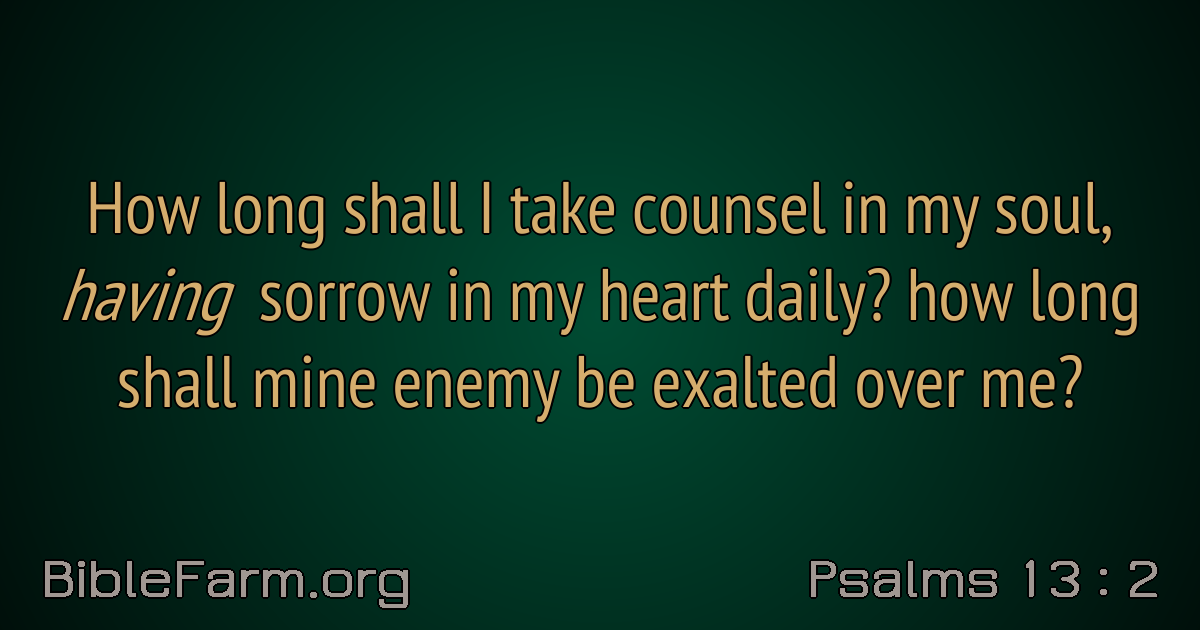 How long shall I take counsel in my soul,
having sorrow in my heart daily? how long
shall mine enemy be exalted over me?
BibleFarm.org
Psalms 13 : 2